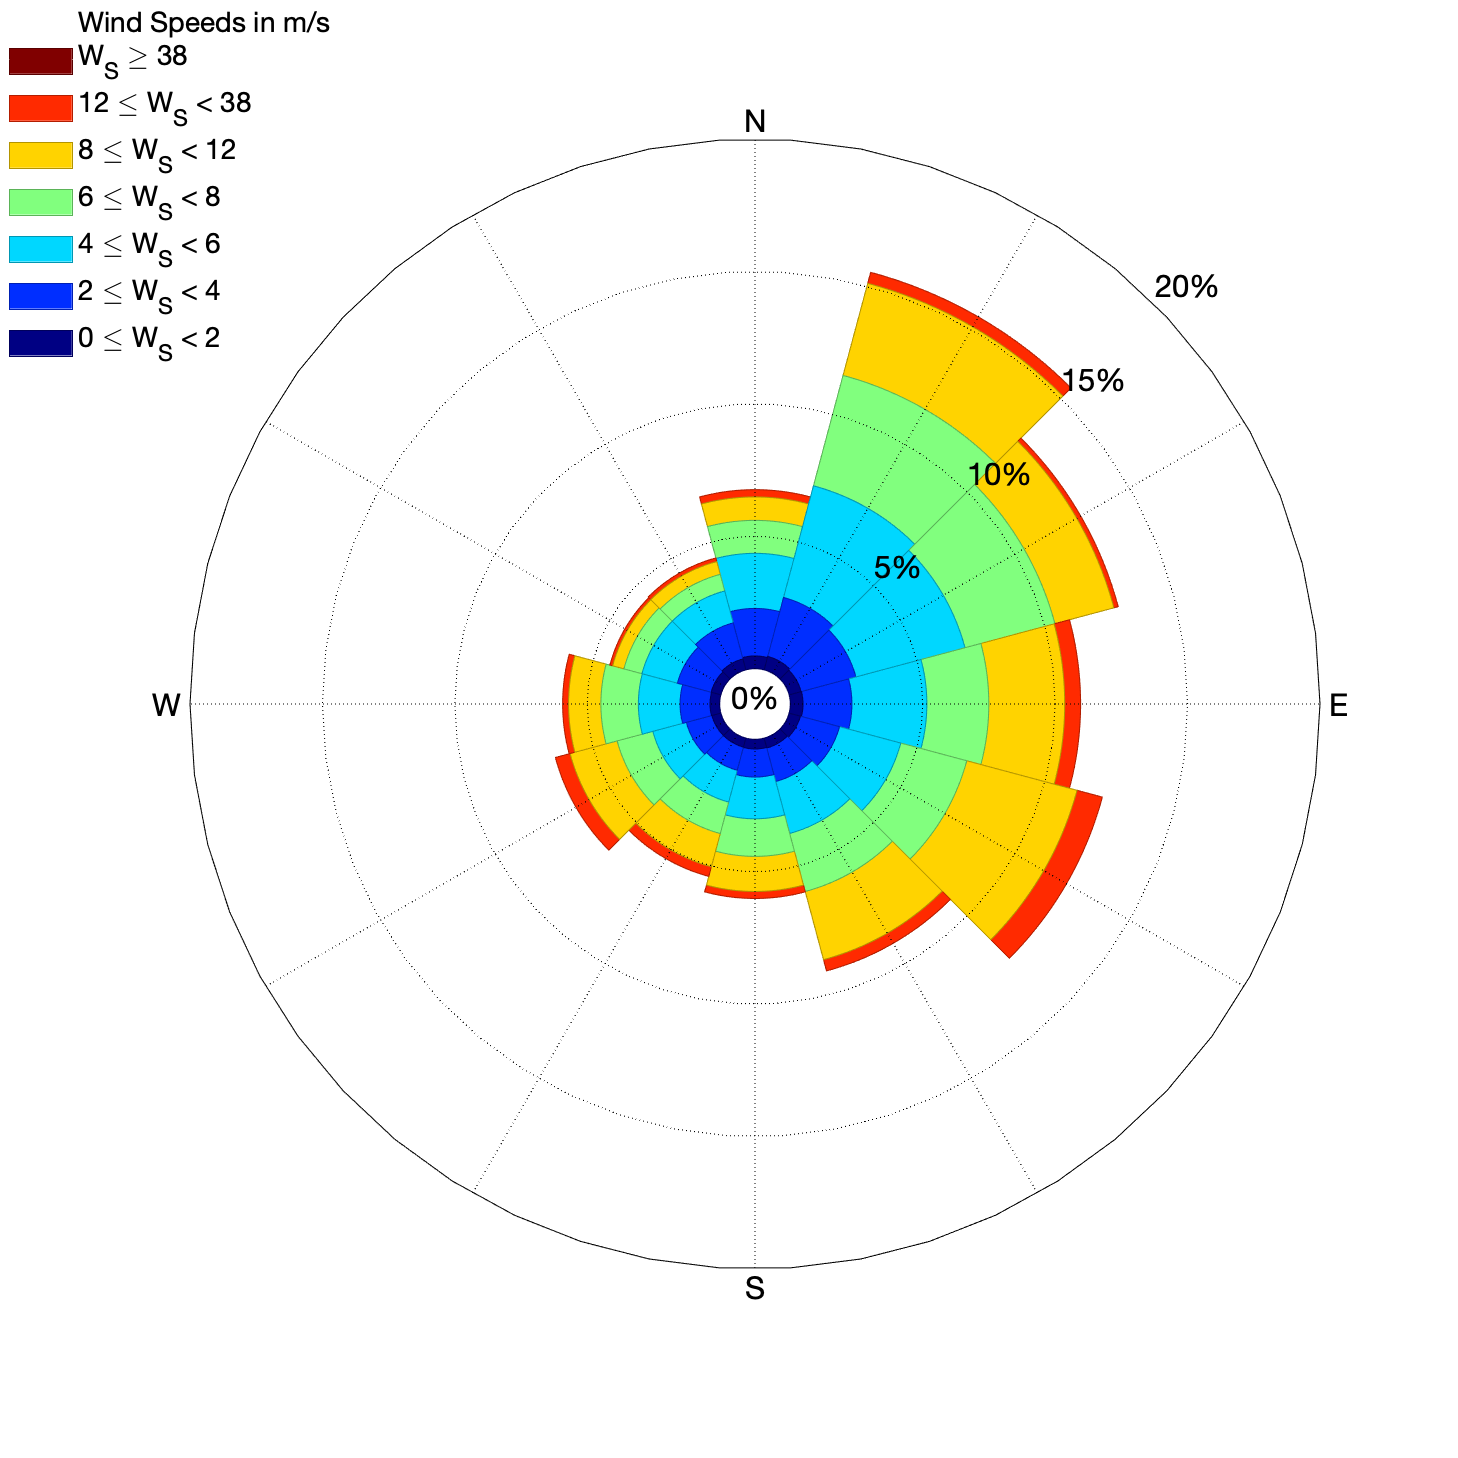 Wind Speeds in m/s
W_S ≥ 38
12 ≤ W_S < 38
8 ≤ W_S < 12
6 ≤ W_S < 8
4 ≤ W_S < 6
2 ≤ W_S < 4
0 ≤ W_S < 2
N
20%
15%
10%
5%
0%
W
E
S